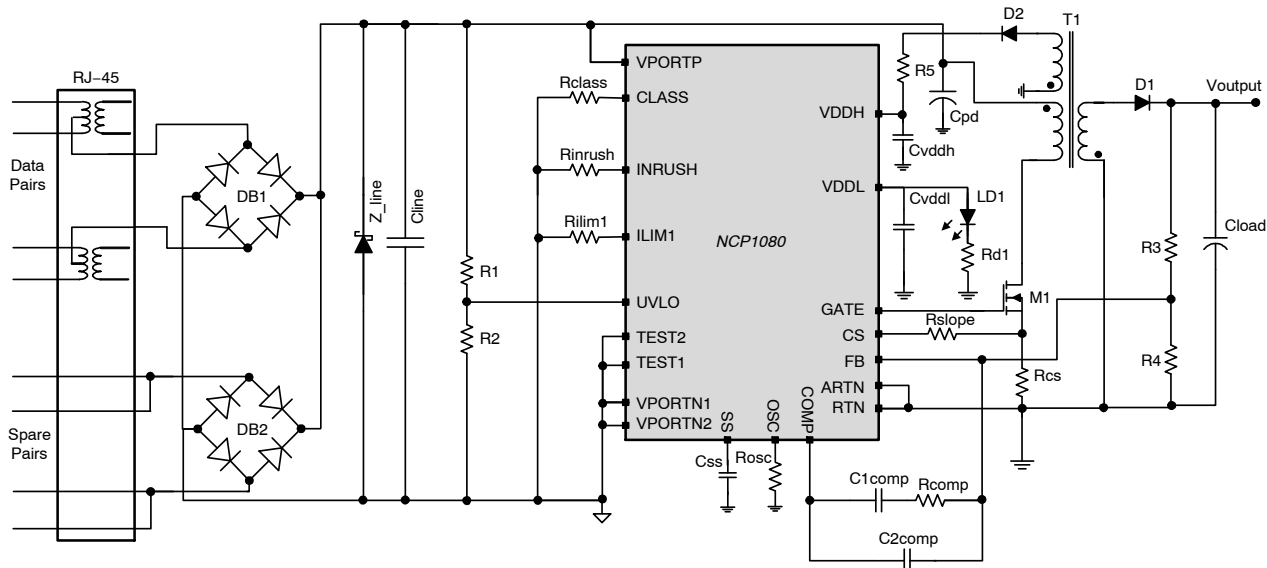 D2
T1
RJ−45
VPORTP
Rclass
CLASS
R5
D1
Voutput
VDDH
Cpd
Cvddh
Data
Pairs
Rinrush
INRUSH
DB1
Z_line
Cline
VDDL
Cvddl
LD1
Rilim1
ILIM1
NCP1080
R3
Cload
R1
Rd1
UVLO
GATE
M1
Rslope
R2
TEST2
CS
TEST1
FB
R4
Rcs
ARTN
VPORTN1
RTN
VPORTN2
SS
OSC
COMP
DB2
Spare
Pairs
Css
Rosc
C1comp
Rcomp
C2comp